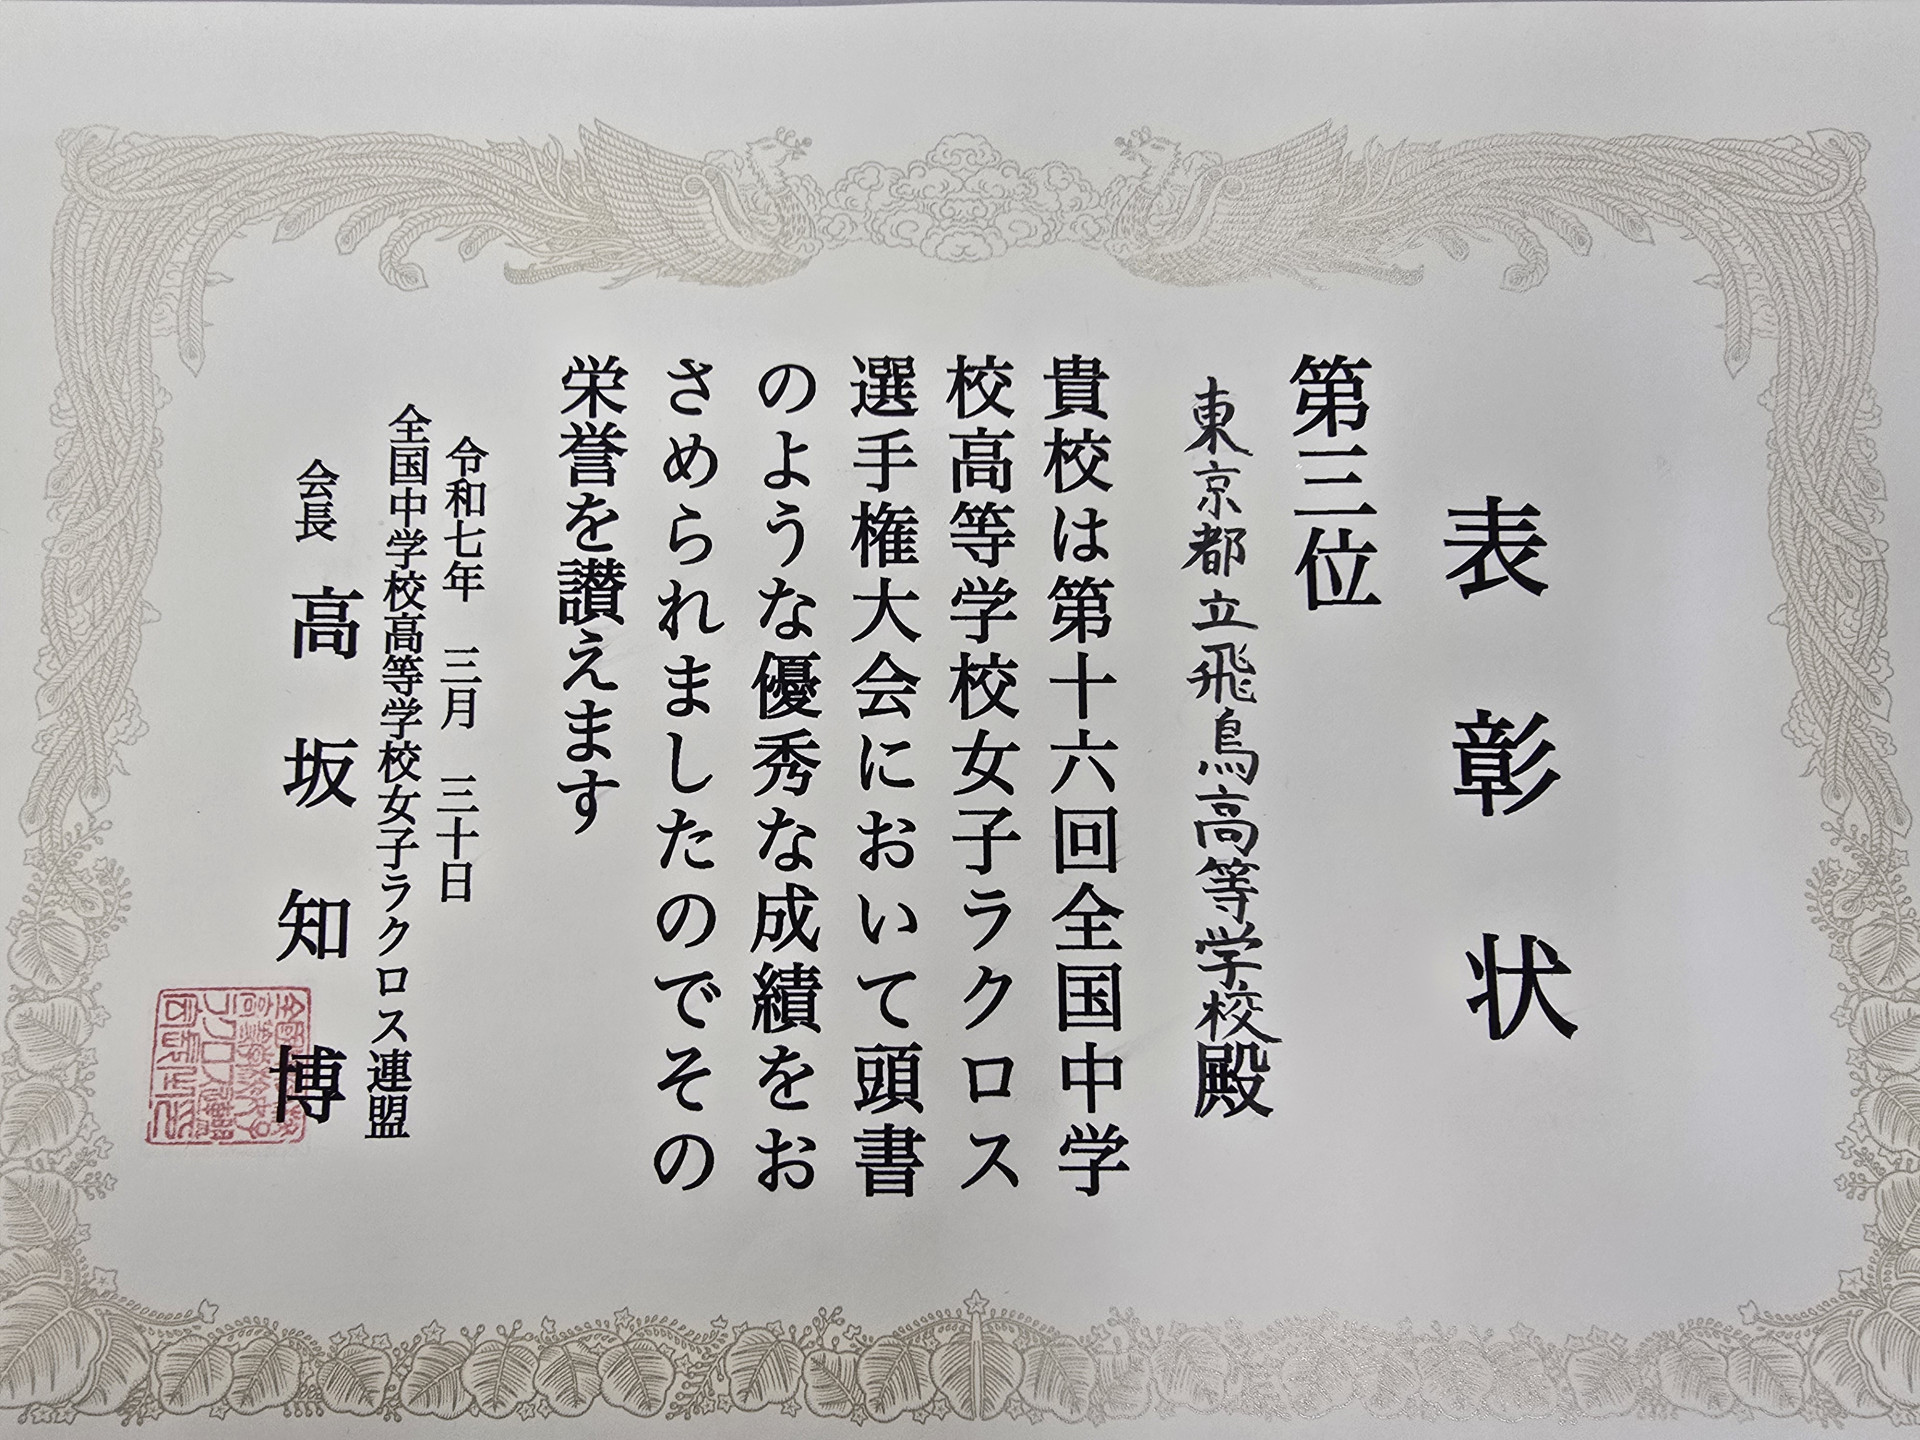 表彰状
第三位
東京都立飛鳥高等学校殿
貴校は第十六回全国中学
校高等学校女子ラクロス
選手権大会において頭書
のような優秀な成績をお
さめられましたのでその
栄誉を讃えます
令和七年 三月 三十日
全国中学校高等学校女子ラクロス連盟
会長 高坂知博